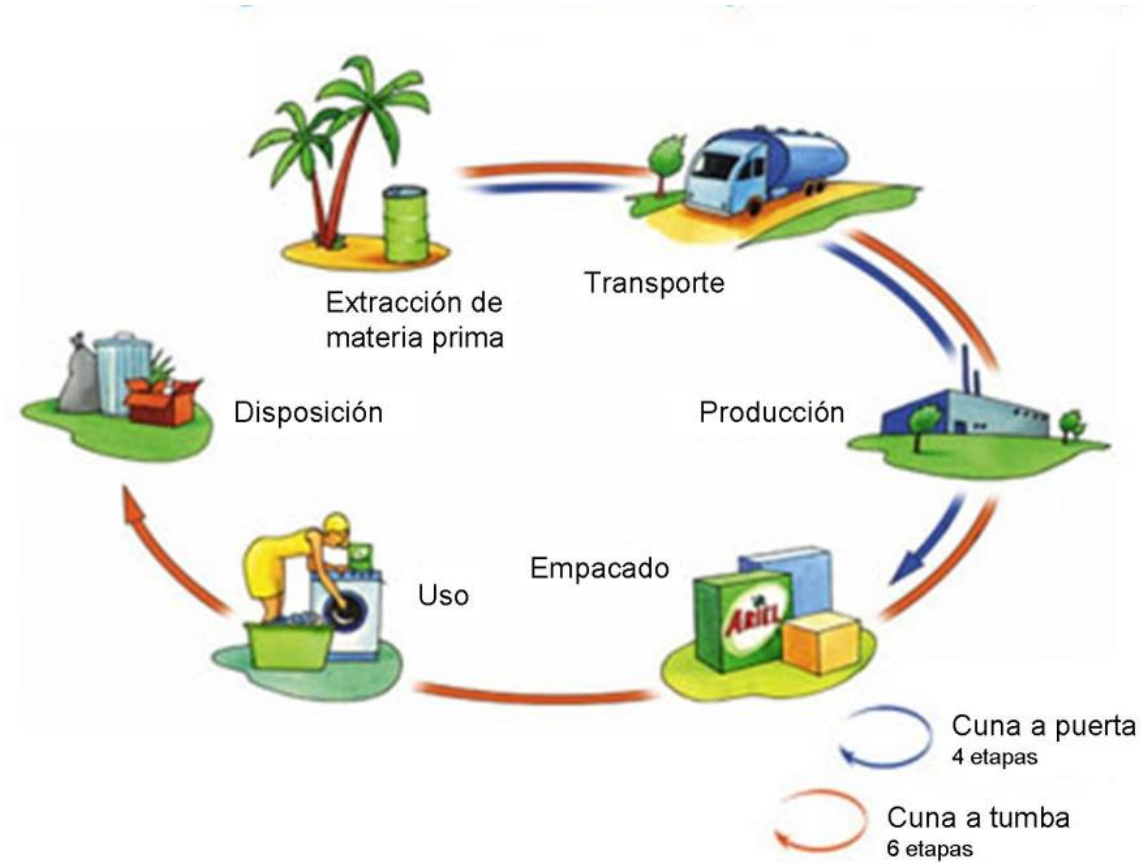 Extracción de
materia prima
Transporte
Producción
Empacado
ARIEL
Uso
Disposición
Cuna a puerta
4 etapas
Cuna a tumba
6 etapas